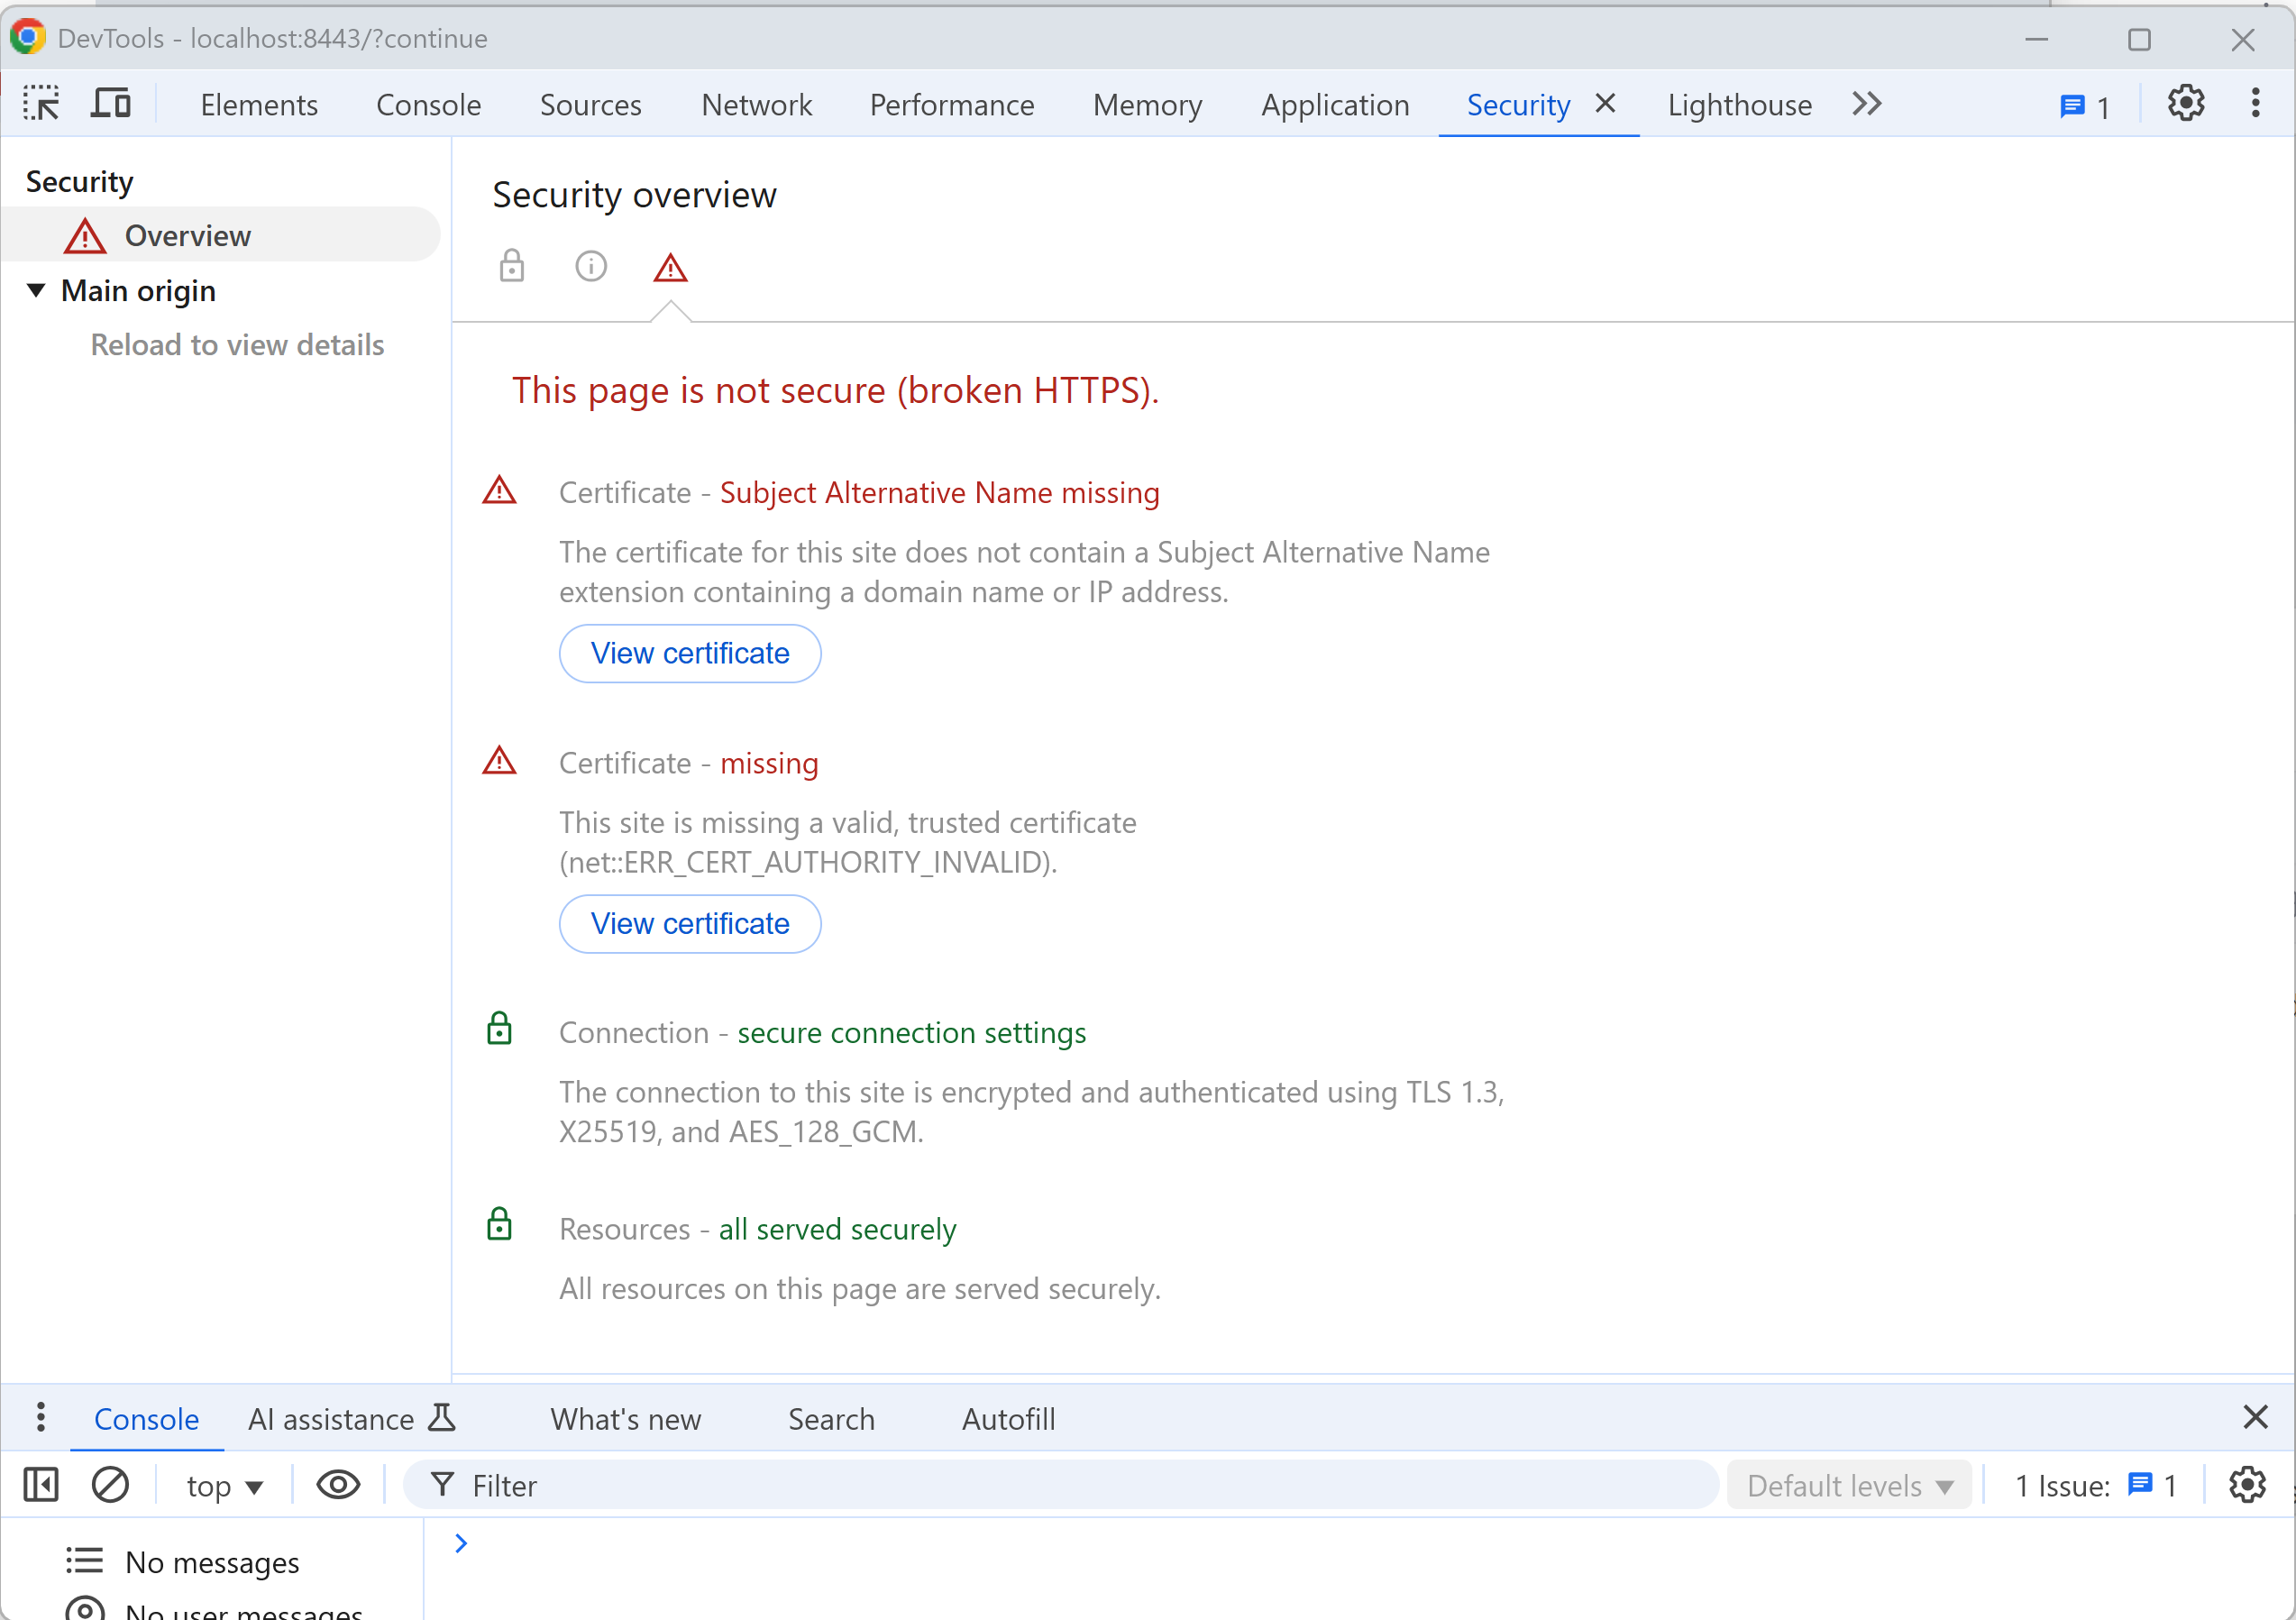 DevTools - localhost:8443/?continue
Elements Console Sources Network Performance Memory Application Security Lighthouse 1
Security
Overview
Main origin
Reload to view details
Security overview
This page is not secure (broken HTTPS).
Certificate - Subject Alternative Name missing
The certificate for this site does not contain a Subject Alternative Name
extension containing a domain name or IP address.
View certificate
Certificate - missing
This site is missing a valid, trusted certificate
(net::ERR_CERT_AUTHORITY_INVALID).
View certificate
Connection - secure connection settings
The connection to this site is encrypted and authenticated using TLS 1.3,
X25519, and AES_128_GCM.
Resources - all served securely
All resources on this page are served securely.
Console AI assistance What's new Search Autofill
top Filter Default levels 1 Issue: 1
No messages
No user messages